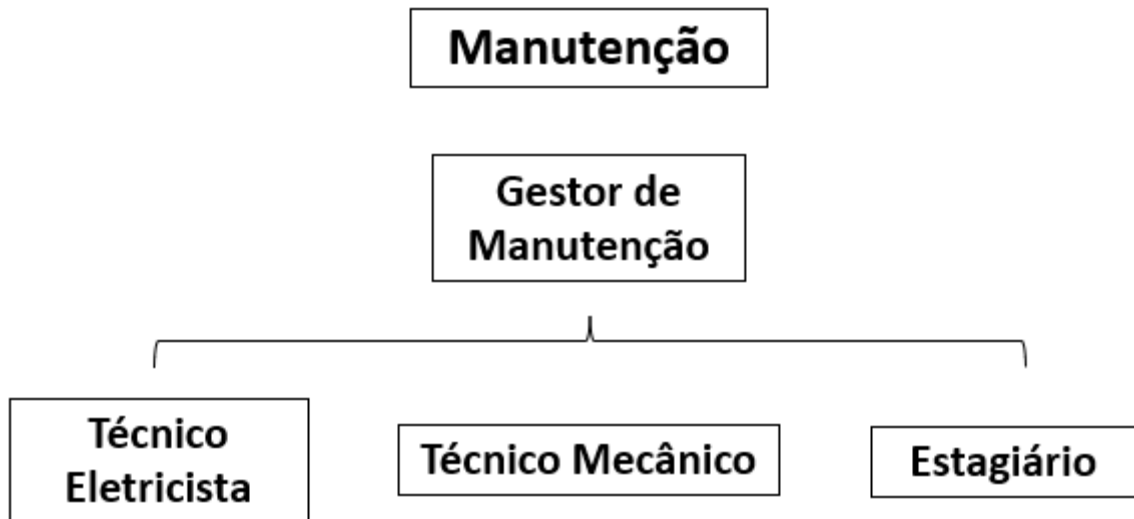 Manutenção
Gestor de
Manutenção
Técnico
Eletricista
Técnico Mecânico
Estagiário